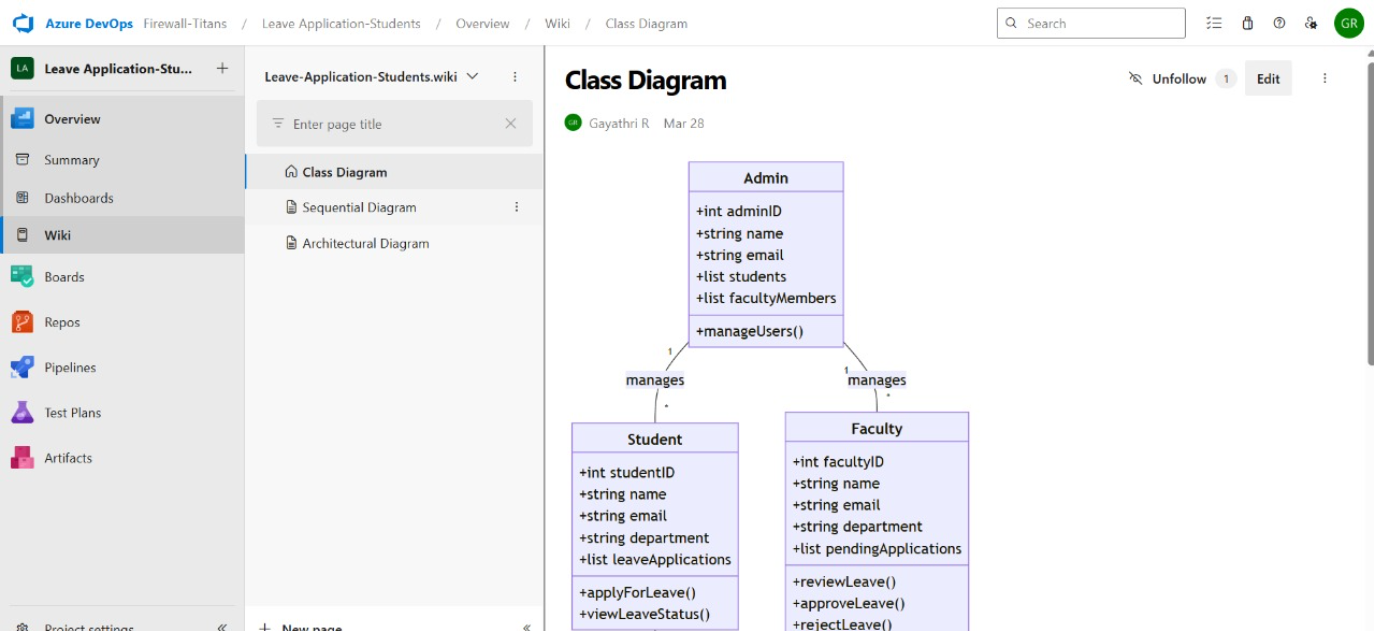 Azure DevOps Firewall-Titans / Leave Application-Students / Overview / Wiki / Class Diagram
Search
GR
LA Leave Application-Stu... +
Overview
Summary
Dashboards
Wiki
Boards
Repos
Pipelines
Test Plans
Artifacts
Project settings
Leave-Application-Students.wiki
Enter page title
Class Diagram
Sequential Diagram
Architectural Diagram
+ New page
Class Diagram
Unfollow 1 Edit
GR Gayathri R Mar 28
Admin
+int adminID
+string name
+string email
+list students
+list facultyMembers
+manageUsers()
1
manages
*
1
manages
*
Student
+int studentID
+string name
+string email
+string department
+list leaveApplications
+applyForLeave()
+viewLeaveStatus()
Faculty
+int facultyID
+string name
+string email
+string department
+list pendingApplications
+reviewLeave()
+approveLeave()
+rejectLeave()